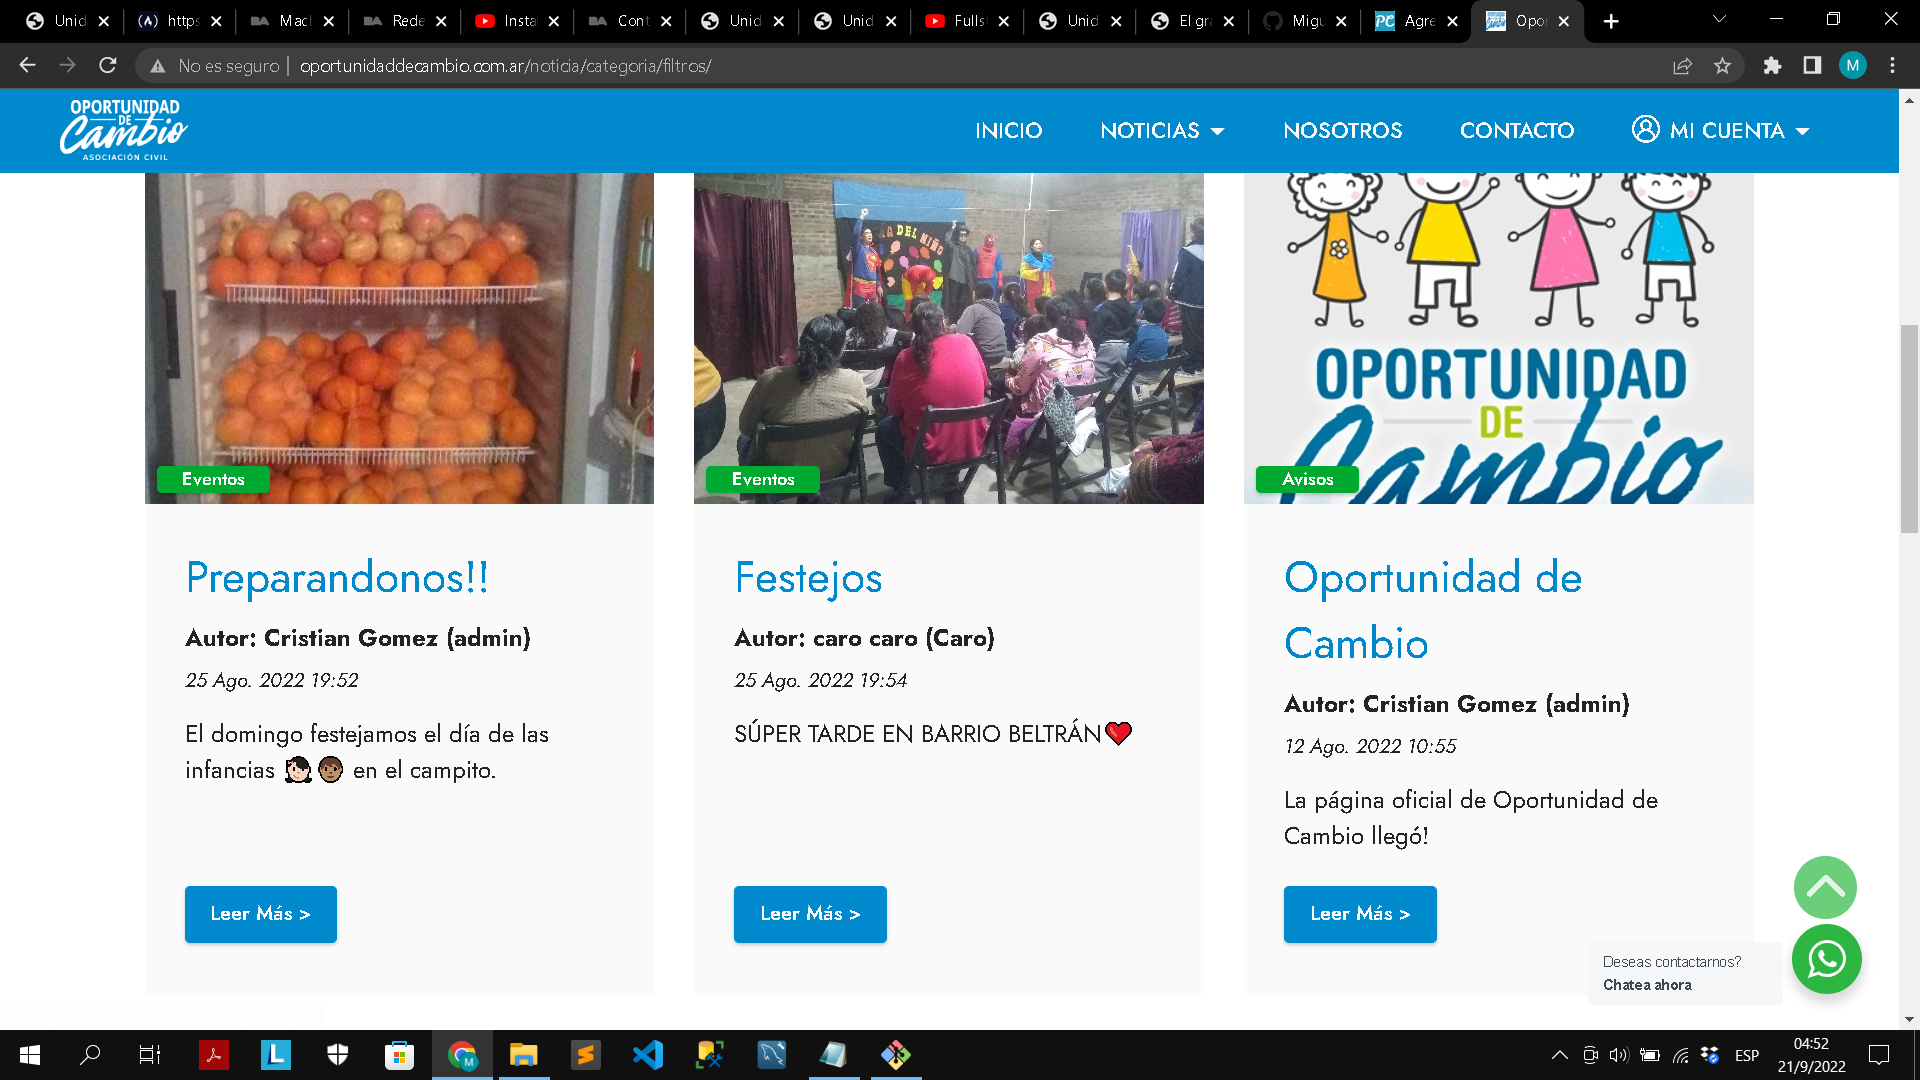 Unid
https
Mach
Rede
Insta
Cont
Unid
Unid
Fulls
Unid
El gra
Migu
Agre
Opor
No es seguro | oportunidaddecambio.com.ar/noticia/categoria/filtros/
M
OPORTUNIDAD
DE
Cambio
ASOCIACIÓN CIVIL
INICIO
NOTICIAS
NOSOTROS
CONTACTO
MI CUENTA
DEL NIÑO
OPORTUNIDAD
DE
Cambio
Eventos
Eventos
Avisos
Preparandonos!!
Autor: Cristian Gomez (admin)
25 Ago. 2022 19:52
El domingo festejamos el día de las
infancias 👧🏻👦🏽 en el campito.
Leer Más >
Festejos
Autor: caro caro (Caro)
25 Ago. 2022 19:54
SÚPER TARDE EN BARRIO BELTRÁN❤️
Leer Más >
Oportunidad de
Cambio
Autor: Cristian Gomez (admin)
12 Ago. 2022 10:55
La página oficial de Oportunidad de
Cambio llegó!
Leer Más >
Deseas contactarnos?
Chatea ahora
ESP
04:52
21/9/2022